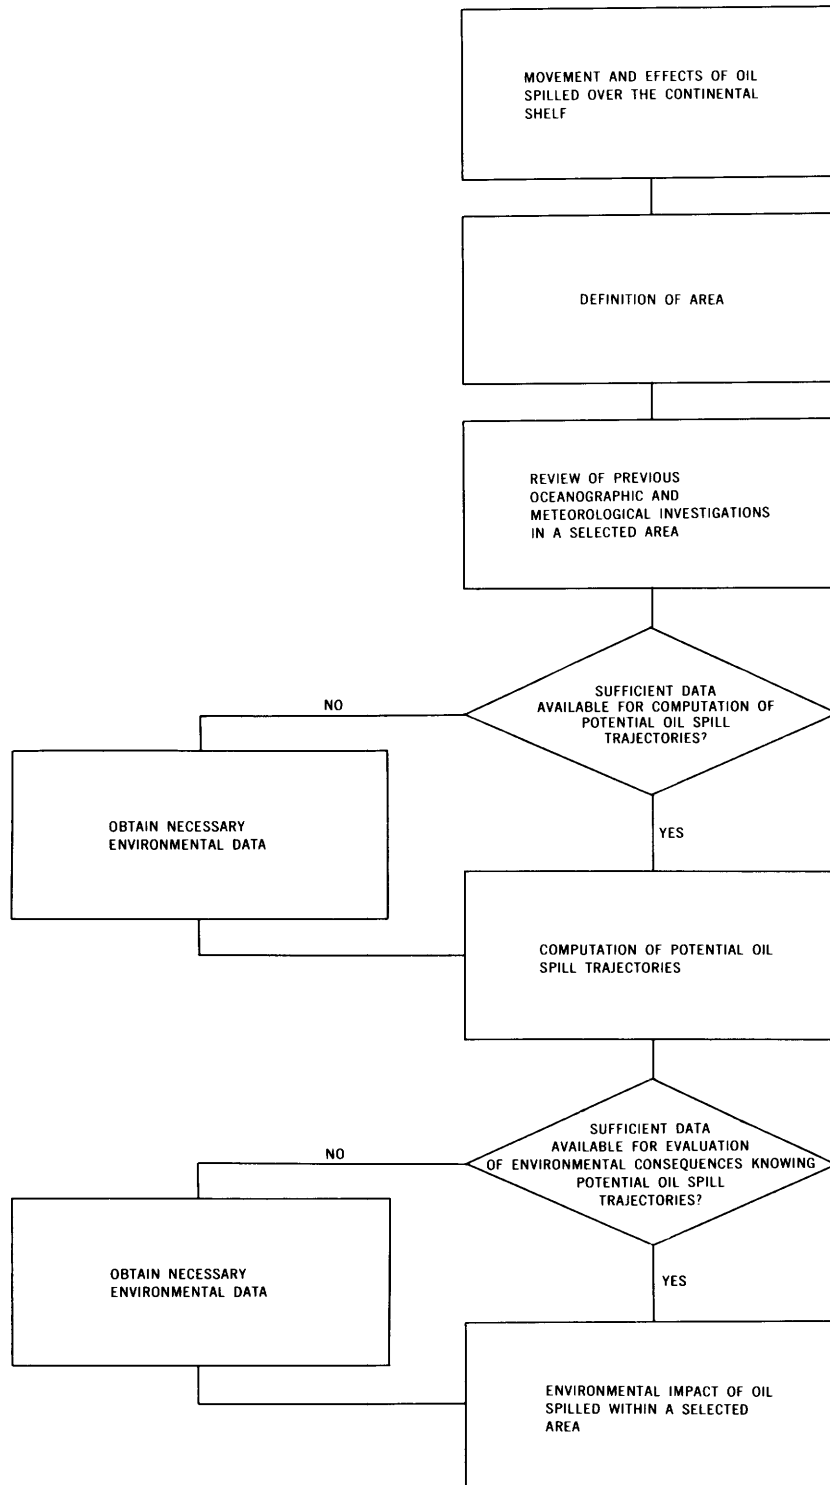 MOVEMENT AND EFFECTS OF OIL
SPILLED OVER THE CONTINENTAL
SHELF
DEFINITION OF AREA
REVIEW OF PREVIOUS
OCEANOGRAPHIC AND
METEOROLOGICAL INVESTIGATIONS
IN A SELECTED AREA
SUFFICIENT DATA
AVAILABLE FOR COMPUTATION OF
POTENTIAL OIL SPILL
TRAJECTORIES?
NO
OBTAIN NECESSARY
ENVIRONMENTAL DATA
YES
COMPUTATION OF POTENTIAL OIL
SPILL TRAJECTORIES
SUFFICIENT DATA
AVAILABLE FOR EVALUATION
OF ENVIRONMENTAL CONSEQUENCES KNOWING
POTENTIAL OIL SPILL
TRAJECTORIES?
NO
OBTAIN NECESSARY
ENVIRONMENTAL DATA
YES
ENVIRONMENTAL IMPACT OF OIL
SPILLED WITHIN A SELECTED
AREA